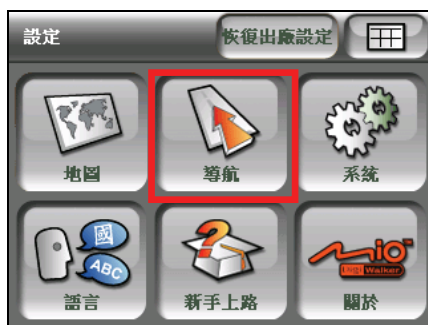 設定
恢復出廠設定
地圖
導航
系統
國
ABC
語言
新手上路
Mio
DigiWalker
關於